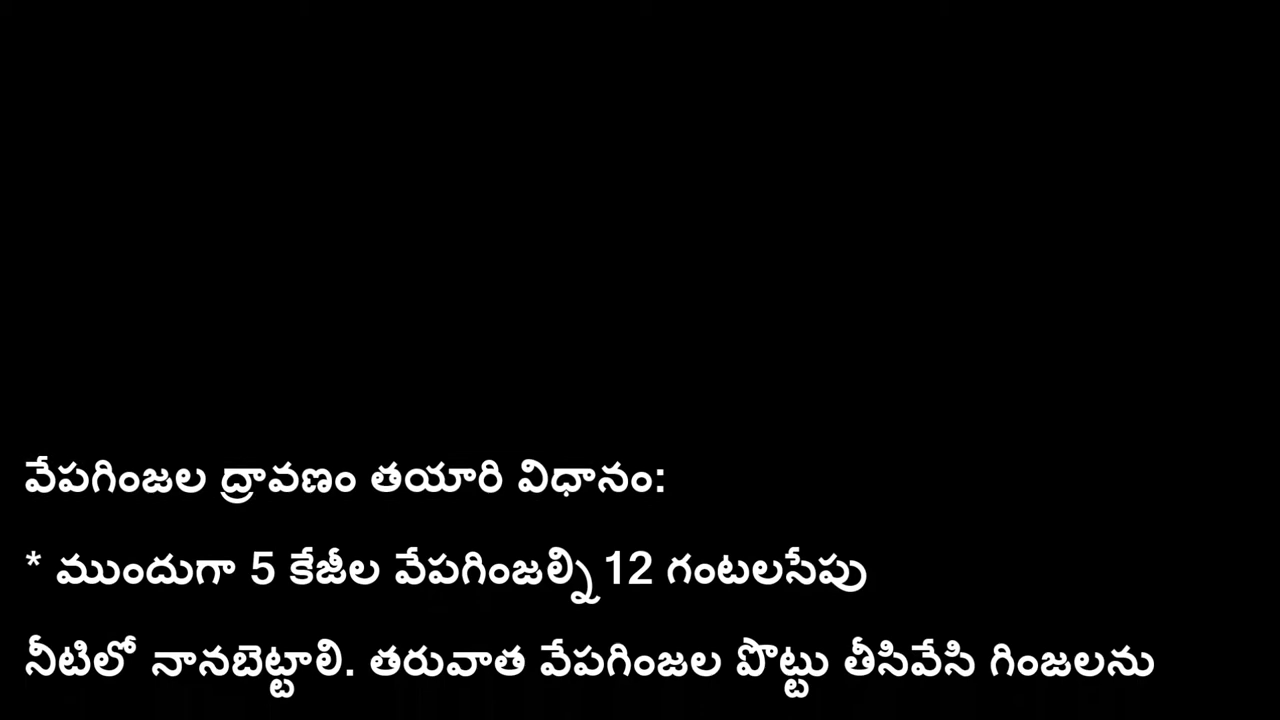 వేపగింజల ద్రావణం తయారి విధానం:
* ముందుగా 5 కేజీల వేపగింజల్ని 12 గంటలసేపు
నీటిలో నానబెట్టాలి. తరువాత వేపగింజల పొట్టు తీసివేసి గింజలను